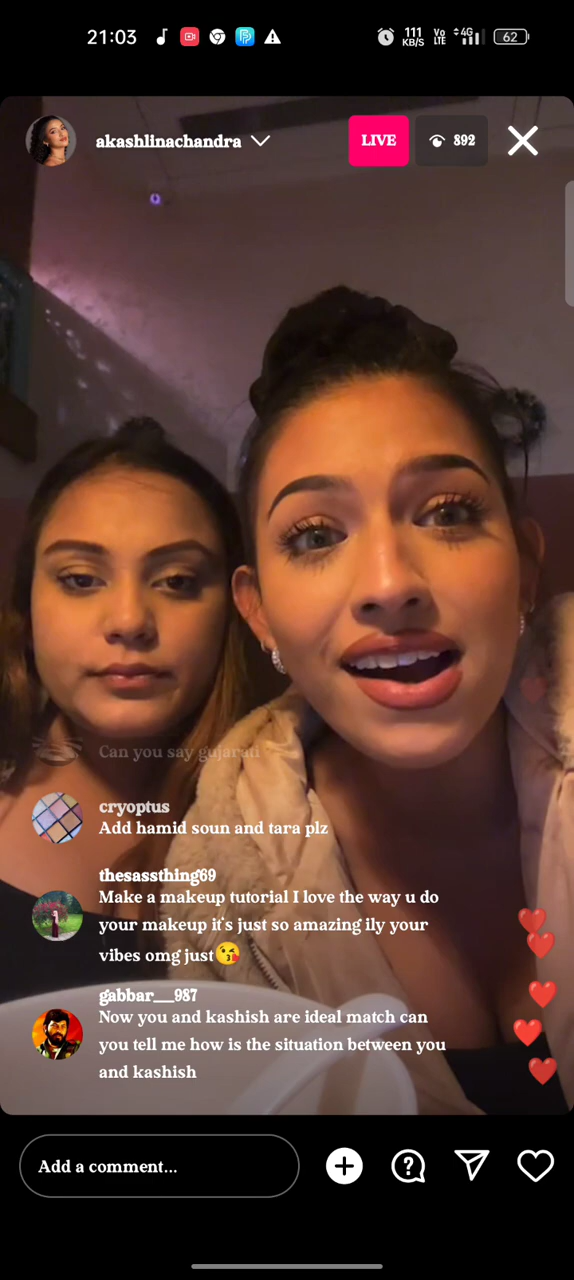 21:03
111
KB/S
Vo
LTE
4G
62
akashlinachandra
LIVE
892
Can you say gujarati
cryoptus
Add hamid soun and tara plz
thesassthing69
Make a makeup tutorial I love the way u do
your makeup it's just so amazing ily your
vibes omg just😘
gabbar__987
Now you and kashish are ideal match can
you tell me how is the situation between you
and kashish
Add a comment...